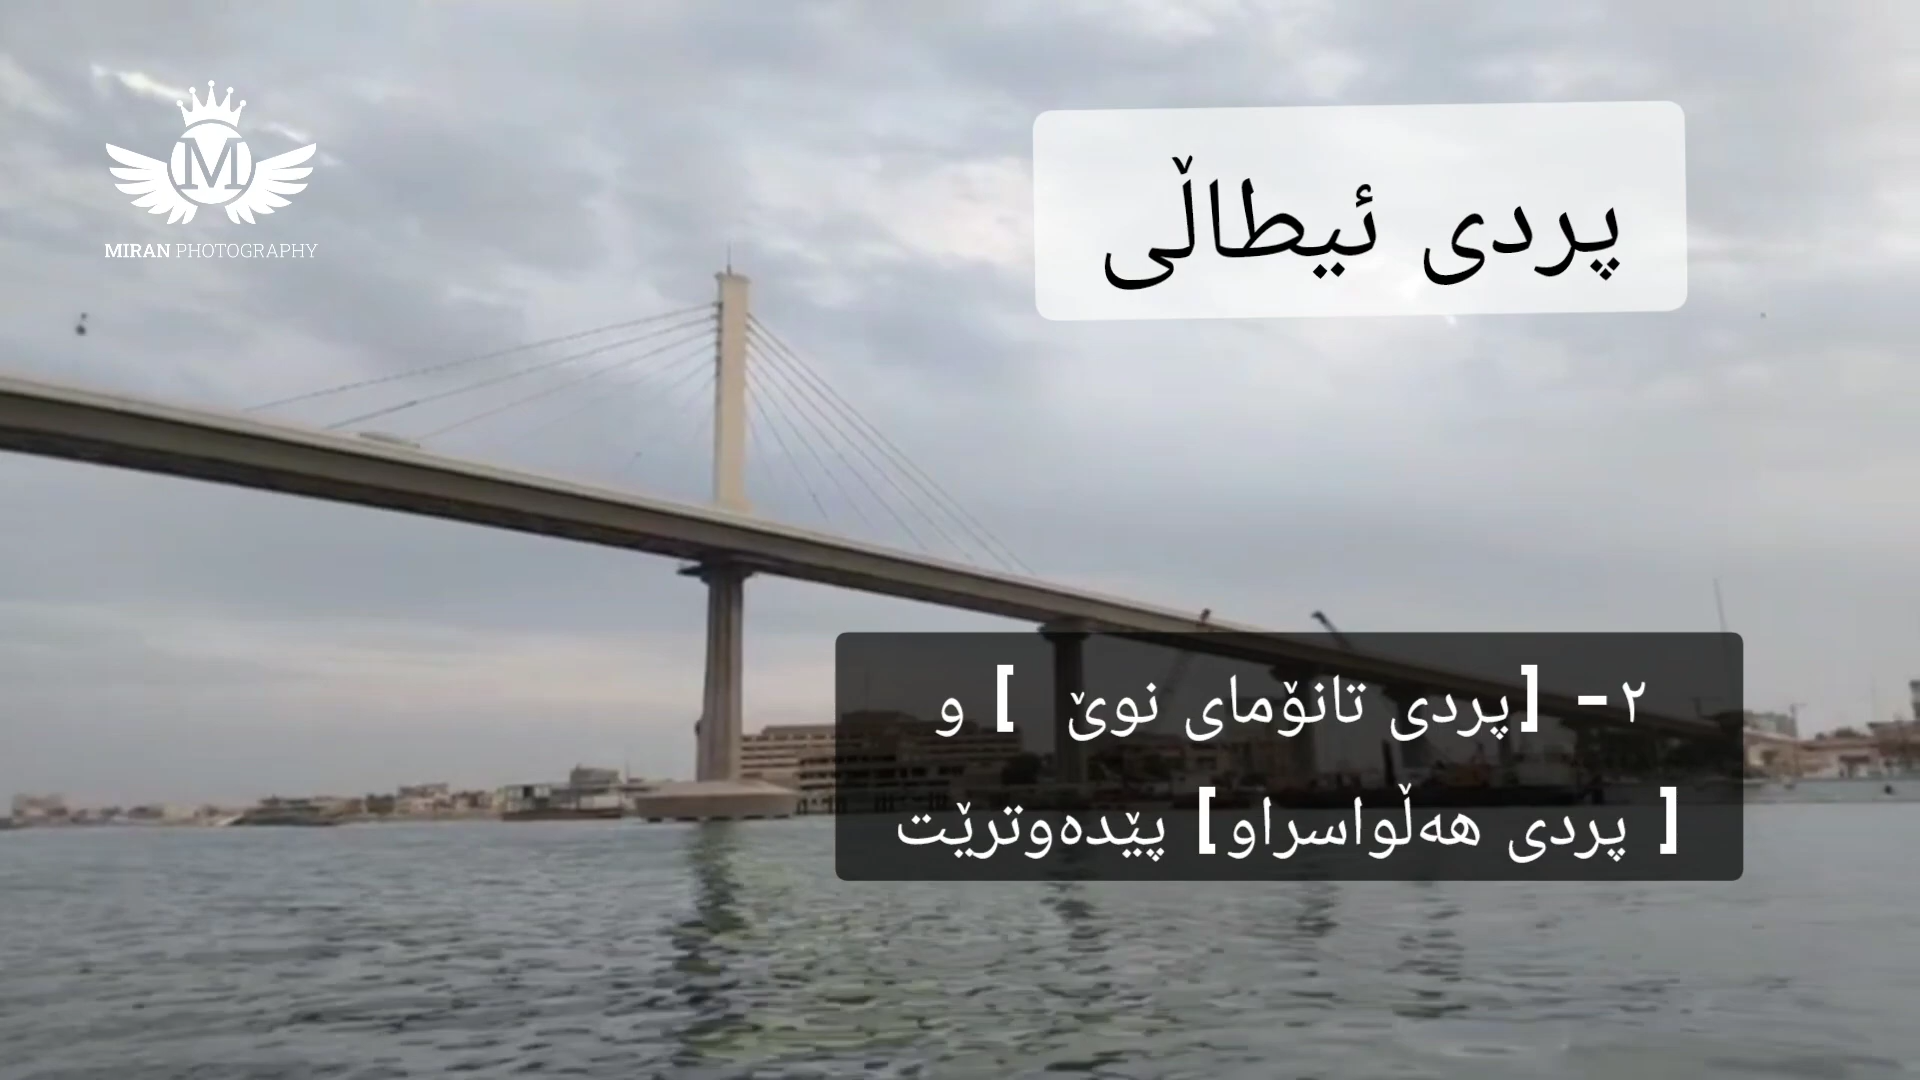 MIRAN PHOTOGRAPHY
پردی ئیطاڵی
٢ - [پردی تانۆمای نوێ ] و
[ پردی هەڵواسراو] پێدەوترێت